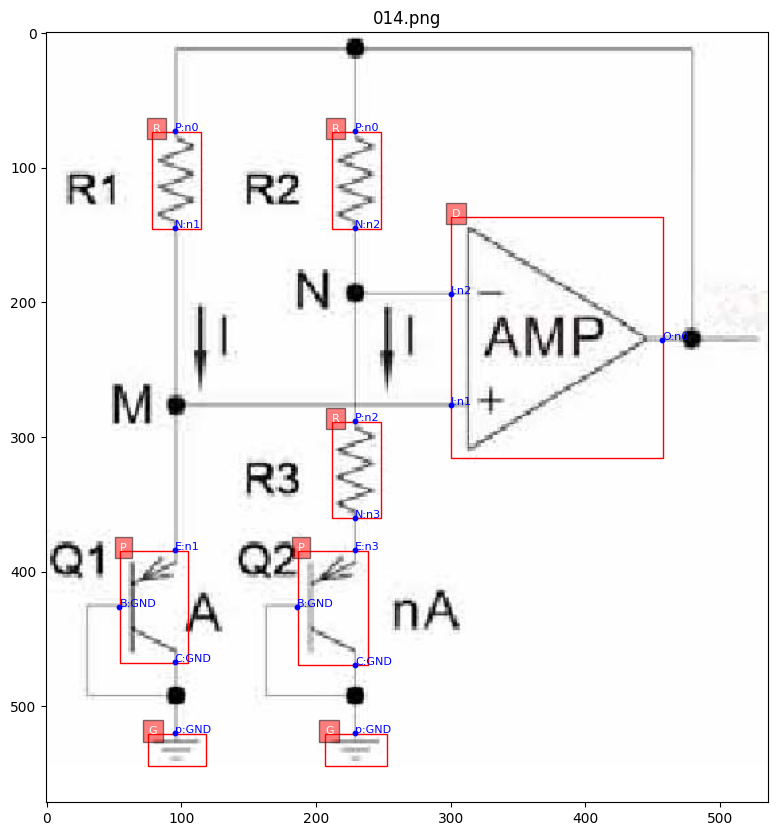 014.png
0
R P:n0
R P:n0
100
R1
R2
N:n1
N:n2
D
200
N
I:n2
−
I
I
AMP
O:n0
M
I:n1
+
R P:n2
300
R3
N:n3
Q1
P E:n1
Q2
P E:n3
400
B:GND
A
B:GND
nA
C:GND
C:GND
500
G p:GND
G p:GND
0 100 200 300 400 500